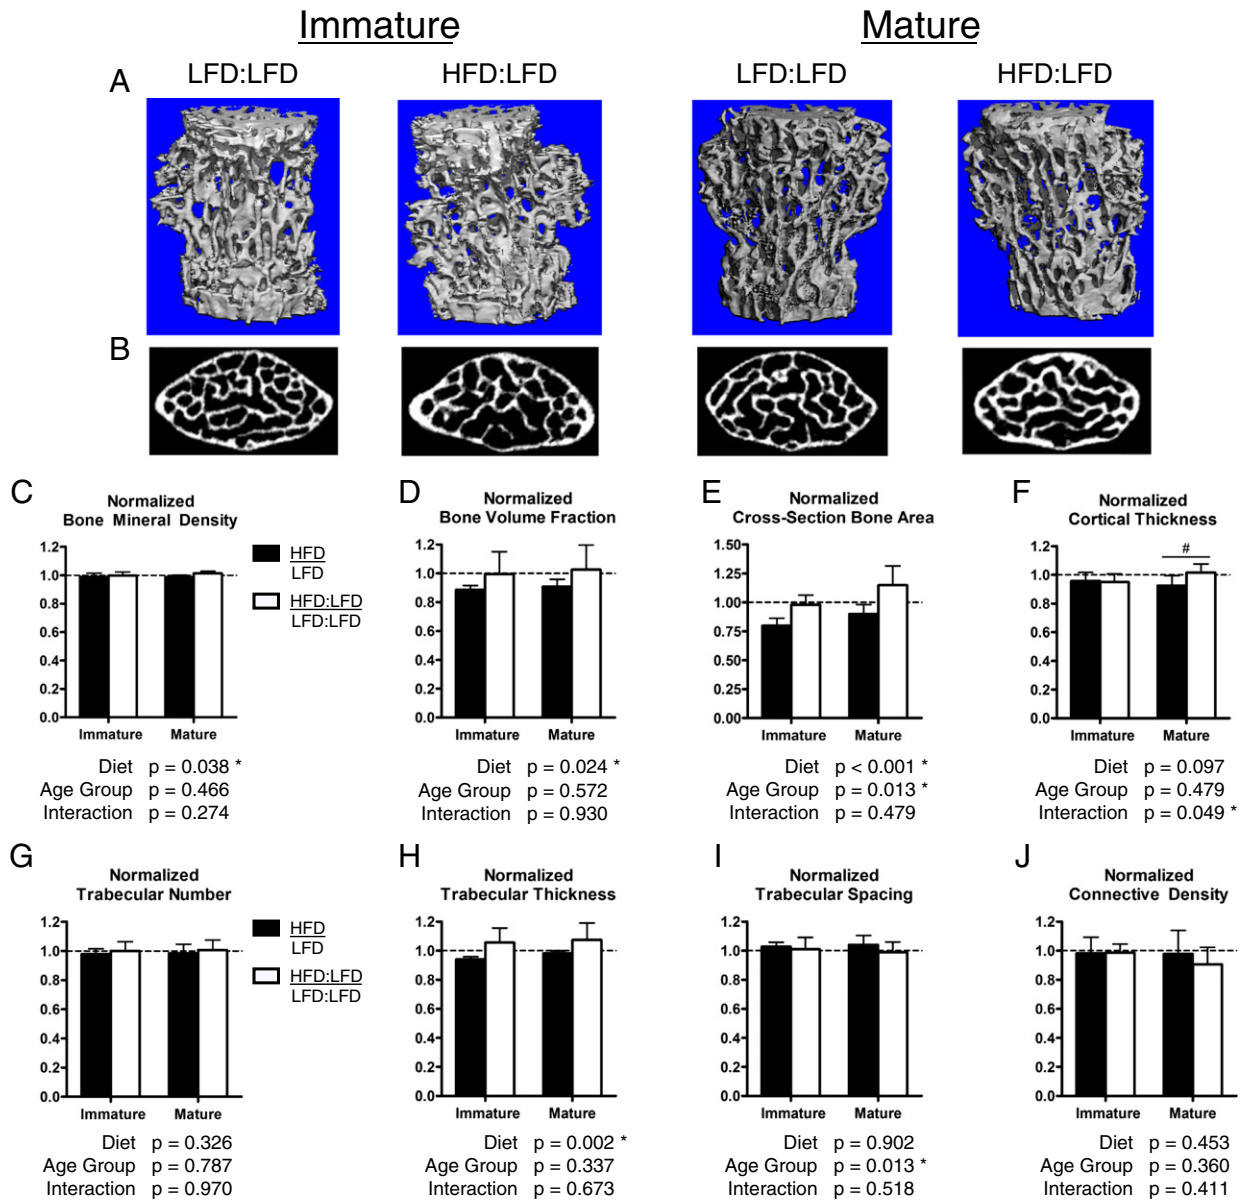 Immature Mature
LFD:LFD HFD:LFD LFD:LFD HFD:LFD
A
B
C
Normalized
Bone Mineral Density
1.2
1.0
0.8
0.6
0.4
0.2
0.0
Immature Mature
HFD
LFD
HFD:LFD
LFD:LFD
Diet p = 0.038 *
Age Group p = 0.466
Interaction p = 0.274
D
Normalized
Bone Volume Fraction
1.2
1.0
0.8
0.6
0.4
0.2
0.0
Immature Mature
Diet p = 0.024 *
Age Group p = 0.572
Interaction p = 0.930
E
Normalized
Cross-Section Bone Area
1.50
1.25
1.00
0.75
0.50
0.25
0.00
Immature Mature
Diet p < 0.001 *
Age Group p = 0.013 *
Interaction p = 0.479
F
Normalized
Cortical Thickness
#
1.2
1.0
0.8
0.6
0.4
0.2
0.0
Immature Mature
Diet p = 0.097
Age Group p = 0.479
Interaction p = 0.049 *
G
Normalized
Trabecular Number
1.2
1.0
0.8
0.6
0.4
0.2
0.0
Immature Mature
HFD
LFD
HFD:LFD
LFD:LFD
Diet p = 0.326
Age Group p = 0.787
Interaction p = 0.970
H
Normalized
Trabecular Thickness
1.2
1.0
0.8
0.6
0.4
0.2
0.0
Immature Mature
Diet p = 0.002 *
Age Group p = 0.337
Interaction p = 0.673
I
Normalized
Trabecular Spacing
1.2
1.0
0.8
0.6
0.4
0.2
0.0
Immature Mature
Diet p = 0.902
Age Group p = 0.013 *
Interaction p = 0.518
J
Normalized
Connective Density
1.2
1.0
0.8
0.6
0.4
0.2
0.0
Immature Mature
Diet p = 0.453
Age Group p = 0.360
Interaction p = 0.411